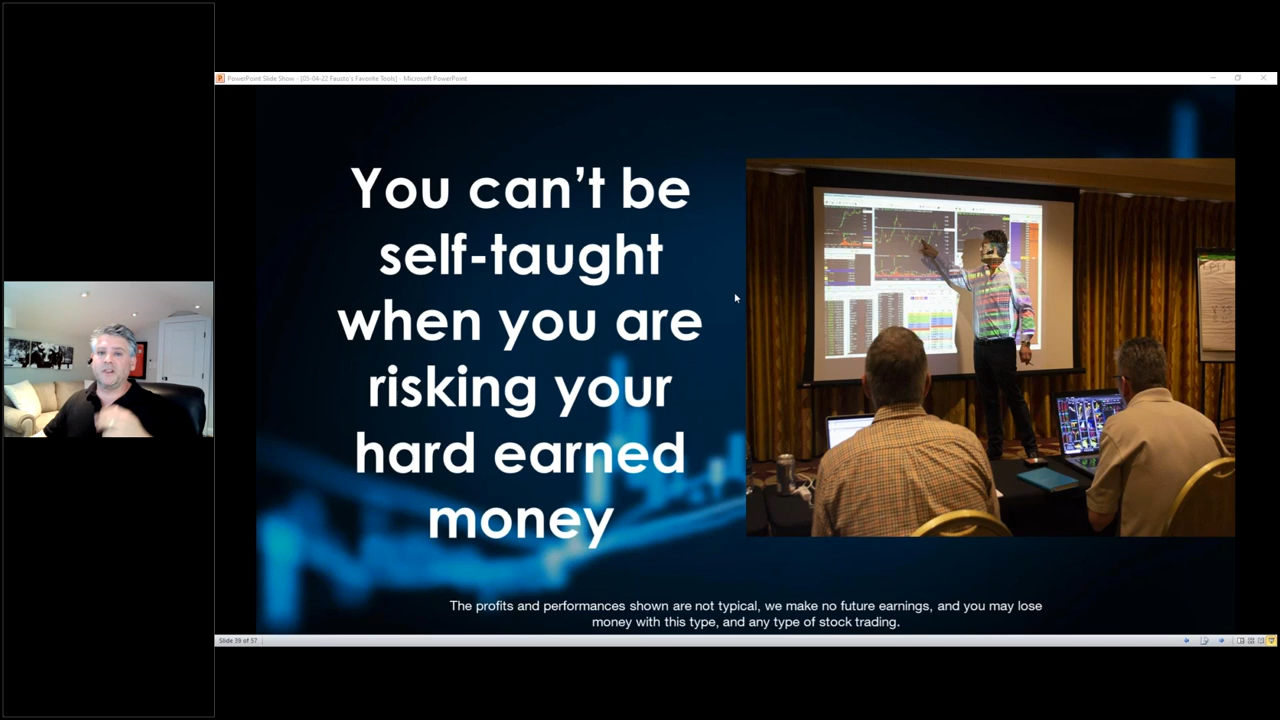 PowerPoint Slide Show - [05-04-22 Fausto's Favorite Tools] - Microsoft PowerPoint
You can't be
self-taught
when you are
risking your
hard earned
money
The profits and performances shown are not typical, we make no future earnings, and you may lose
money with this type, and any type of stock trading.
Slide 39 of 57